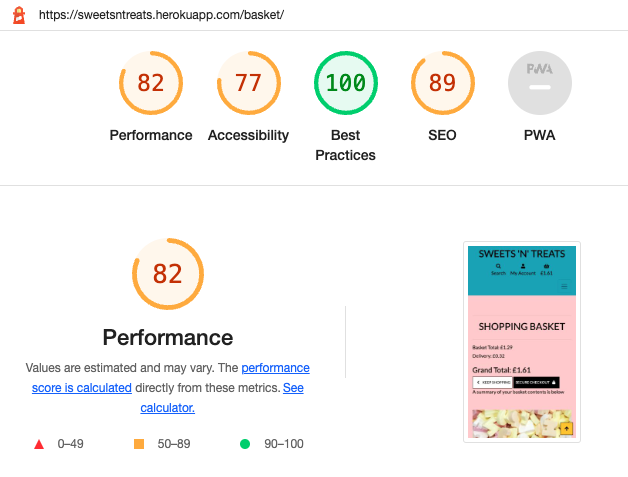 https://sweetsntreats.herokuapp.com/basket/
82
77
100
89
PWA
Performance
Accessibility
Best
Practices
SEO
PWA
82
Performance
Values are estimated and may vary. The performance
score is calculated directly from these metrics. See
calculator.
0–49
50–89
90–100
SWEETS 'N' TREATS
Search
My Account
£1.61
SHOPPING BASKET
Basket Total: £1.29
Delivery: £0.32
Grand Total: £1.61
KEEP SHOPPING
SECURE CHECKOUT
A summary of your basket contents is below